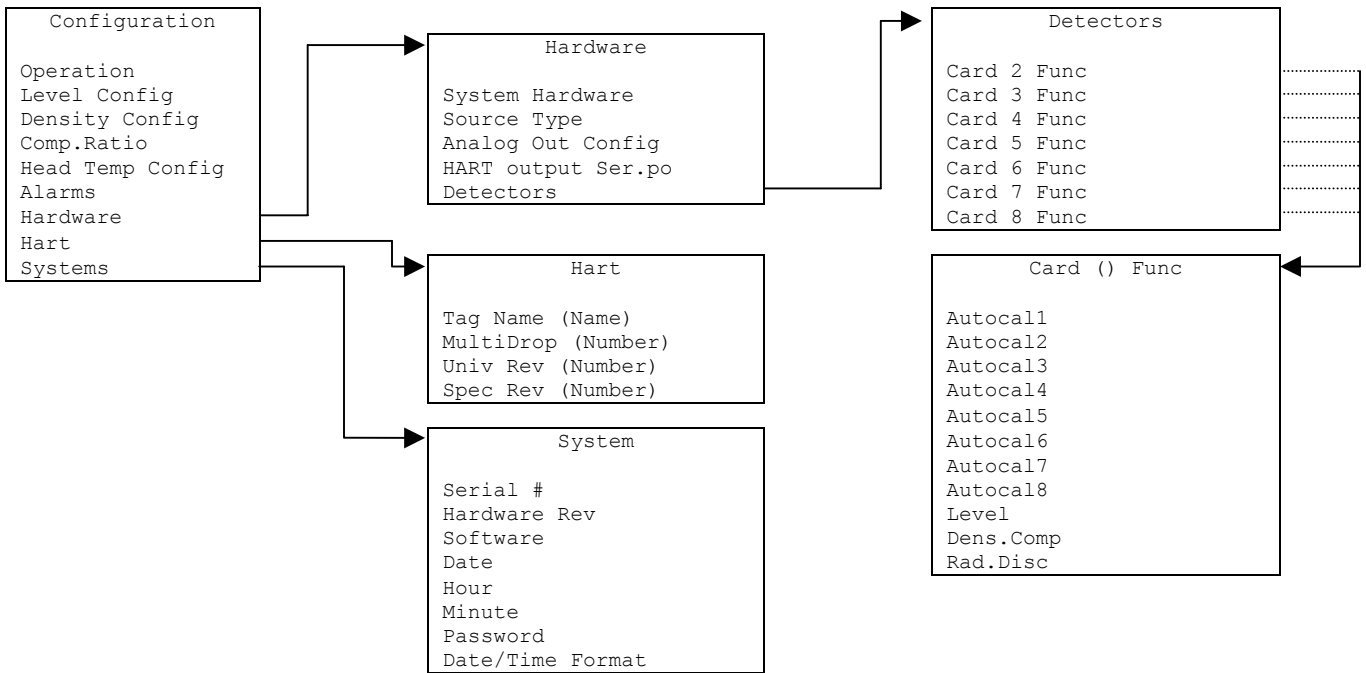 Configuration
Operation
Level Config
Density Config
Comp.Ratio
Head Temp Config
Alarms
Hardware
Hart
Systems
Hardware
System Hardware
Source Type
Analog Out Config
HART output Ser.po
Detectors
Hart
Tag Name (Name)
MultiDrop (Number)
Univ Rev (Number)
Spec Rev (Number)
System
Serial #
Hardware Rev
Software
Date
Hour
Minute
Password
Date/Time Format
Detectors
Card 2 Func
Card 3 Func
Card 4 Func
Card 5 Func
Card 6 Func
Card 7 Func
Card 8 Func
Card () Func
Autocal1
Autocal2
Autocal3
Autocal4
Autocal5
Autocal6
Autocal7
Autocal8
Level
Dens.Comp
Rad.Disc